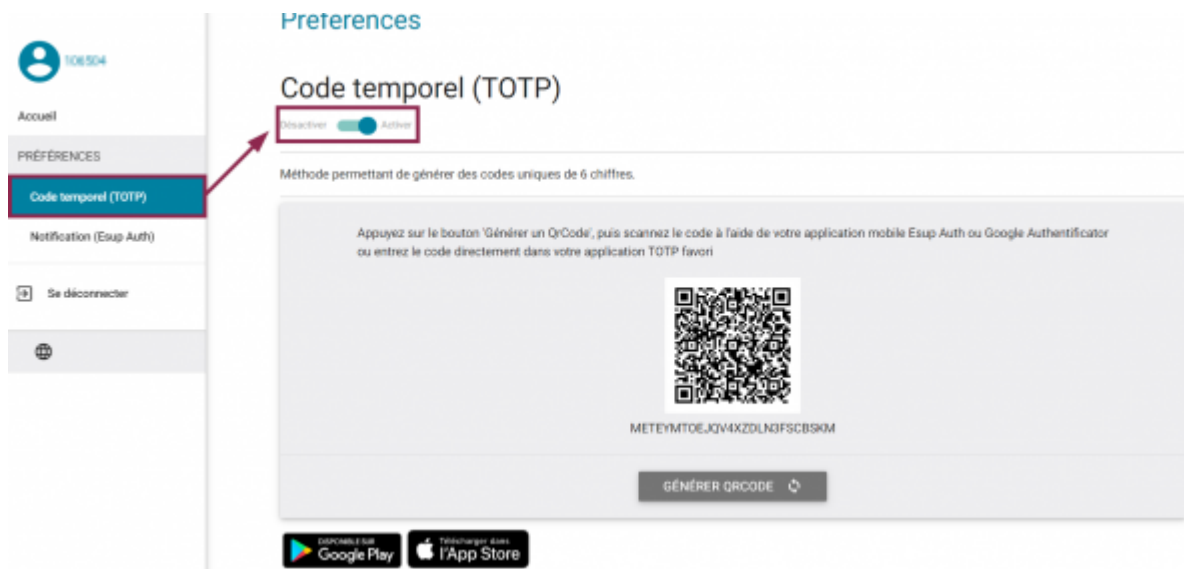 Préférences
106504
Accueil
PRÉFÉRENCES
Code temporel (TOTP)
Notification (Esup Auth)
Se déconnecter
Code temporel (TOTP)
Désactiver Activer
Méthode permettant de générer des codes uniques de 6 chiffres.
Appuyez sur le bouton 'Générer un QrCode', puis scannez le code à l'aide de votre application mobile Esup Auth ou Google Authentificator
ou entrez le code directement dans votre application TOTP favori
METEYMTOEJQV4XZDLN3FSCBSKM
GÉNÉRER QRCODE
DISPONIBLE SUR
Google Play
Télécharger dans
l'App Store